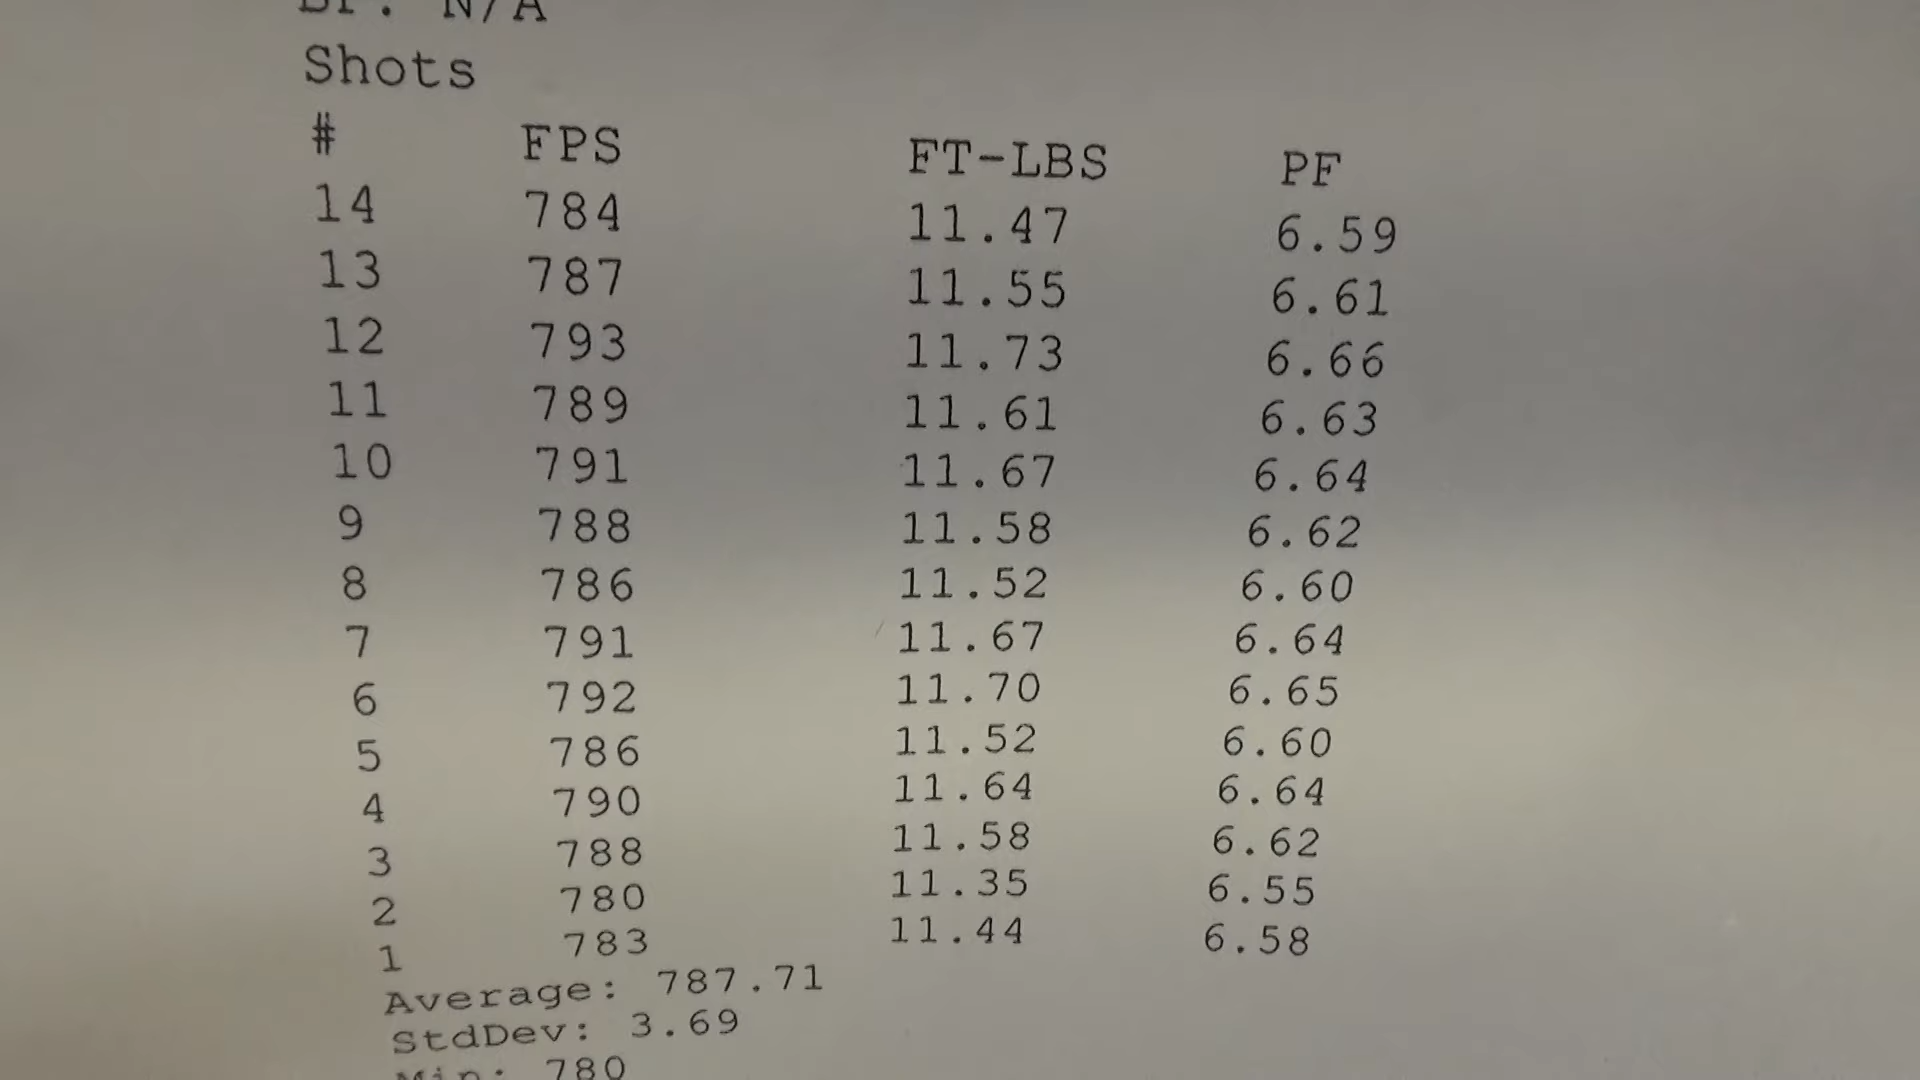 BF: N/A
Shots
# FPS FT-LBS PF
14 784 11.47 6.59
13 787 11.55 6.61
12 793 11.73 6.66
11 789 11.61 6.63
10 791 11.67 6.64
9 788 11.58 6.62
8 786 11.52 6.60
7 791 11.67 6.64
6 792 11.70 6.65
5 786 11.52 6.60
4 790 11.64 6.64
3 788 11.58 6.62
2 780 11.35 6.55
1 783 11.44 6.58
Average: 787.71
StdDev: 3.69
Min: 780